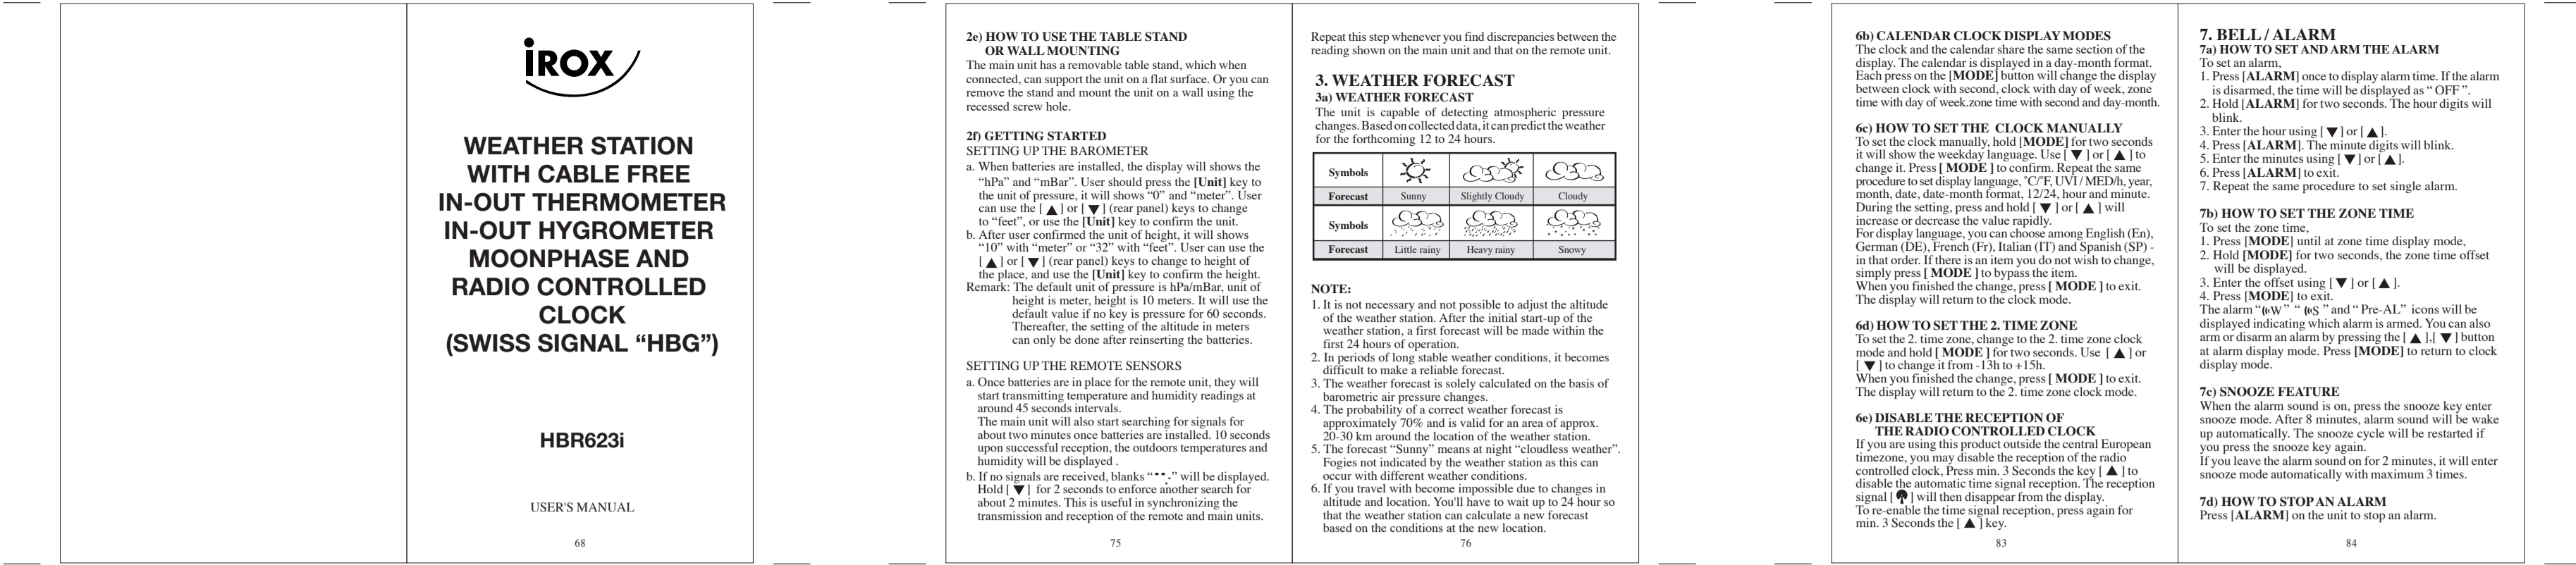 iROX
WEATHER STATION
WITH CABLE FREE
IN-OUT THERMOMETER
IN-OUT HYGROMETER
MOONPHASE AND
RADIO CONTROLLED
CLOCK
(SWISS SIGNAL “HBG”)
HBR623i
USER'S MANUAL
68
2e) HOW TO USE THE TABLE STAND
OR WALL MOUNTING
The main unit has a removable table stand, which when
connected, can support the unit on a flat surface. Or you can
remove the stand and mount the unit on a wall using the
recessed screw hole.
2f) GETTING STARTED
SETTING UP THE BAROMETER
a. When batteries are installed, the display will shows the
“hPa” and “mBar”. User should press the [Unit] key to
the unit of pressure, it will shows “0” and “meter”. User
can use the [ ▲ ] or [ ▼ ] (rear panel) keys to change
to “feet”, or use the [Unit] key to confirm the unit.
b. After user confirmed the unit of height, it will shows
“10” with “meter” or “32” with “feet”. User can use the
[ ▲ ] or [ ▼ ] (rear panel) keys to change to height of
the place, and use the [Unit] key to confirm the height.
Remark: The default unit of pressure is hPa/mBar, unit of
height is meter, height is 10 meters. It will use the
default value if no key is pressure for 60 seconds.
Thereafter, the setting of the altitude in meters
can only be done after reinserting the batteries.
SETTING UP THE REMOTE SENSORS
a. Once batteries are in place for the remote unit, they will
start transmitting temperature and humidity readings at
around 45 seconds intervals.
The main unit will also start searching for signals for
about two minutes once batteries are installed. 10 seconds
upon successful reception, the outdoors temperatures and
humidity will be displayed .
b. If no signals are received, blanks “ --.- ” will be displayed.
Hold [ ▼ ] for 2 seconds to enforce another search for
about 2 minutes. This is useful in synchronizing the
transmission and reception of the remote and main units.
75
Repeat this step whenever you find discrepancies between the
reading shown on the main unit and that on the remote unit.
3. WEATHER FORECAST
3a) WEATHER FORECAST
The unit is capable of detecting atmospheric pressure
changes. Based on collected data, it can predict the weather
for the forthcoming 12 to 24 hours.
Symbols
Forecast Sunny Slightly Cloudy Cloudy
Symbols
Forecast Little rainy Heavy rainy Snowy
NOTE:
1. It is not necessary and not possible to adjust the altitude
of the weather station. After the initial start-up of the
weather station, a first forecast will be made within the
first 24 hours of operation.
2. In periods of long stable weather conditions, it becomes
difficult to make a reliable forecast.
3. The weather forecast is solely calculated on the basis of
barometric air pressure changes.
4. The probability of a correct weather forecast is
approximately 70% and is valid for an area of approx.
20-30 km around the location of the weather station.
5. The forecast “Sunny” means at night “cloudless weather”.
Fogies not indicated by the weather station as this can
occur with different weather conditions.
6. If you travel with become impossible due to changes in
altitude and location. You'll have to wait up to 24 hour so
that the weather station can calculate a new forecast
based on the conditions at the new location.
76
6b) CALENDAR CLOCK DISPLAY MODES
The clock and the calendar share the same section of the
display. The calendar is displayed in a day-month format.
Each press on the [MODE] button will change the display
between clock with second, clock with day of week, zone
time with day of week.zone time with second and day-month.
6c) HOW TO SET THE CLOCK MANUALLY
To set the clock manually, hold [MODE] for two seconds
it will show the weekday language. Use [ ▼ ] or [ ▲ ] to
change it. Press [ MODE ] to confirm. Repeat the same
procedure to set display language, °C/°F, UVI / MED/h, year,
month, date, date-month format, 12/24, hour and minute.
During the setting, press and hold [ ▼ ] or [ ▲ ] will
increase or decrease the value rapidly.
For display language, you can choose among English (En),
German (DE), French (Fr), Italian (IT) and Spanish (SP) -
in that order. If there is an item you do not wish to change,
simply press [ MODE ] to bypass the item.
When you finished the change, press [ MODE ] to exit.
The display will return to the clock mode.
6d) HOW TO SET THE 2. TIME ZONE
To set the 2. time zone, change to the 2. time zone clock
mode and hold [ MODE ] for two seconds. Use [ ▲ ] or
[ ▼ ] to change it from -13h to +15h.
When you finished the change, press [ MODE ] to exit.
The display will return to the 2. time zone clock mode.
6e) DISABLE THE RECEPTION OF
THE RADIO CONTROLLED CLOCK
If you are using this product outside the central European
timezone, you may disable the reception of the radio
controlled clock, Press min. 3 Seconds the key [ ▲ ] to
disable the automatic time signal reception. The reception
signal [ ] will then disappear from the display.
To re-enable the time signal reception, press again for
min. 3 Seconds the [ ▲ ] key.
83
7. BELL / ALARM
7a) HOW TO SET AND ARM THE ALARM
To set an alarm,
1. Press [ALARM] once to display alarm time. If the alarm
is disarmed, the time will be displayed as “ OFF ”.
2. Hold [ALARM] for two seconds. The hour digits will
blink.
3. Enter the hour using [ ▼ ] or [ ▲ ].
4. Press [ALARM]. The minute digits will blink.
5. Enter the minutes using [ ▼ ] or [ ▲ ].
6. Press [ALARM] to exit.
7. Repeat the same procedure to set single alarm.
7b) HOW TO SET THE ZONE TIME
To set the zone time,
1. Press [MODE] until at zone time display mode,
2. Hold [MODE] for two seconds, the zone time offset
will be displayed.
3. Enter the offset using [ ▼ ] or [ ▲ ].
4. Press [MODE] to exit.
The alarm “((•W” “ ((•S ” and “ Pre-AL” icons will be
displayed indicating which alarm is armed. You can also
arm or disarm an alarm by pressing the [ ▲ ],[ ▼ ] button
at alarm display mode. Press [MODE] to return to clock
display mode.
7c) SNOOZE FEATURE
When the alarm sound is on, press the snooze key enter
snooze mode. After 8 minutes, alarm sound will be wake
up automatically. The snooze cycle will be restarted if
you press the snooze key again.
If you leave the alarm sound on for 2 minutes, it will enter
snooze mode automatically with maximum 3 times.
7d) HOW TO STOP AN ALARM
Press [ALARM] on the unit to stop an alarm.
84